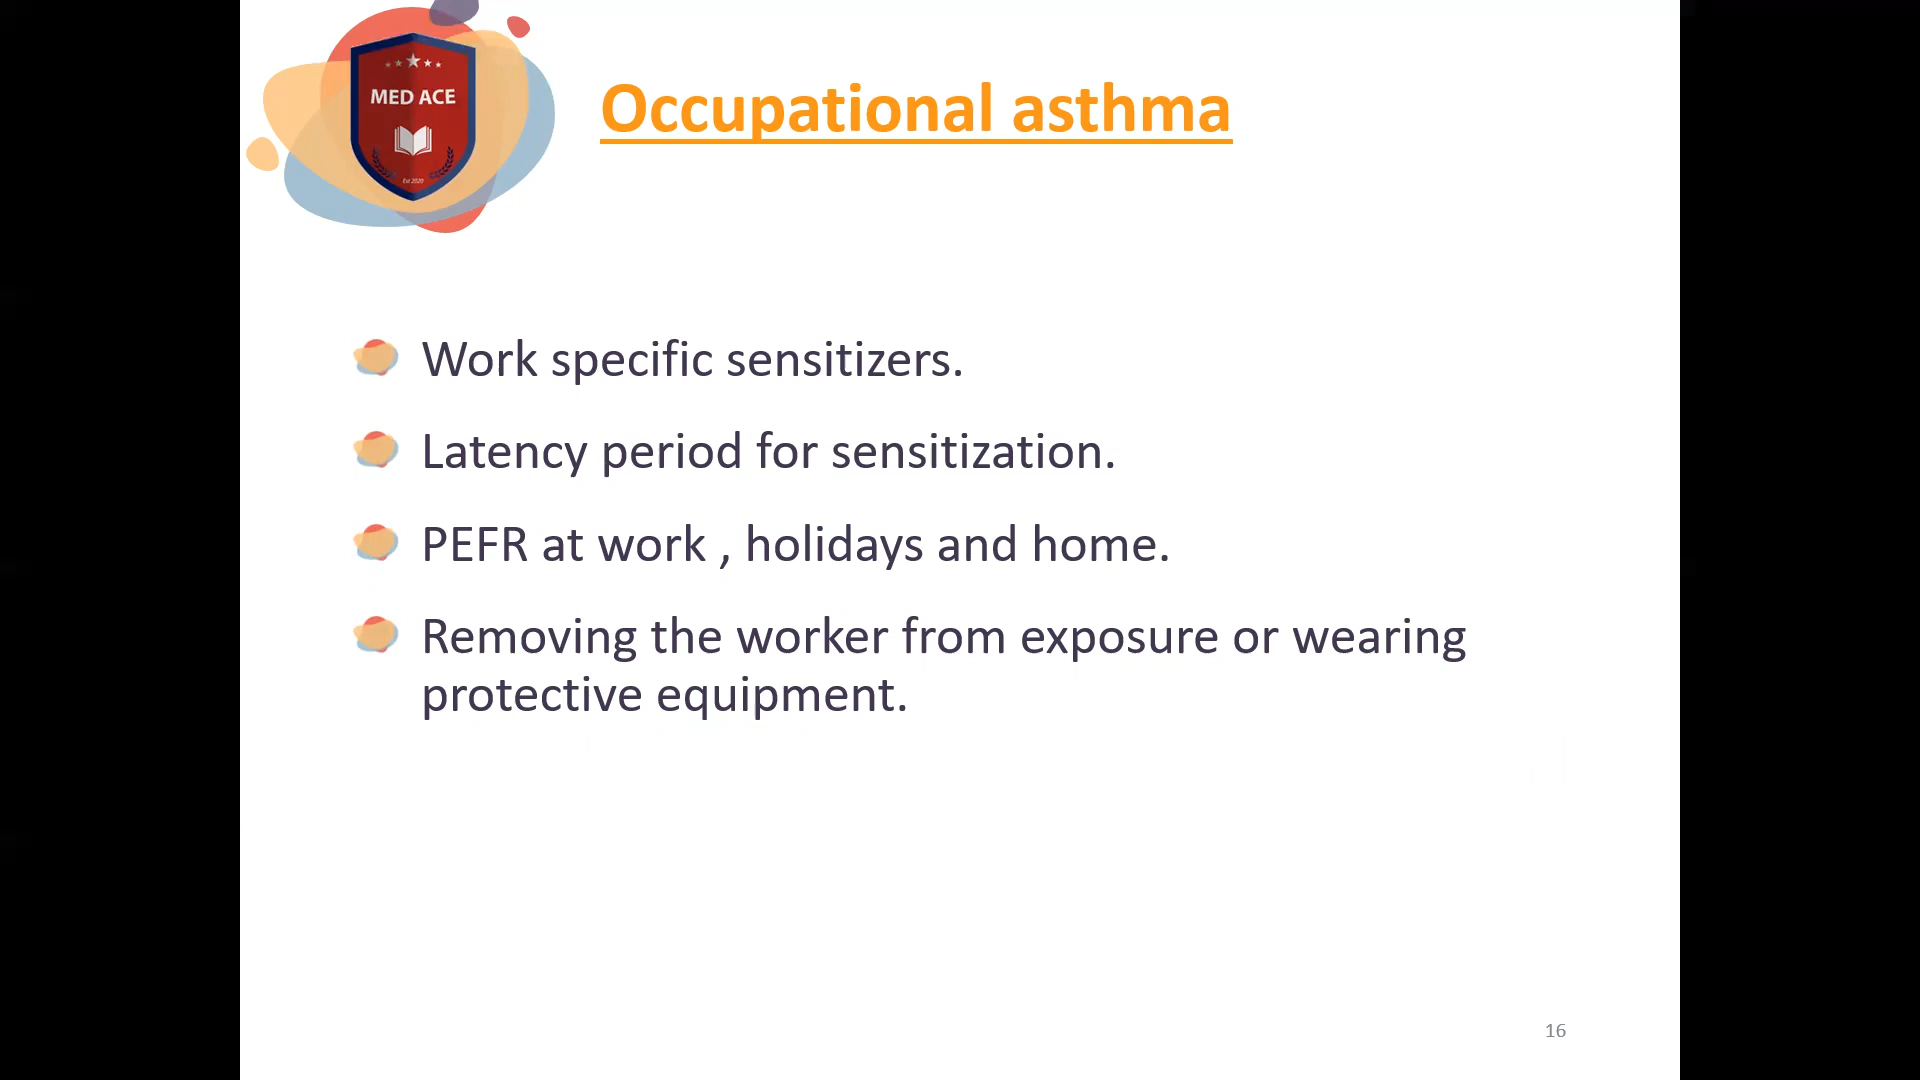 MED ACE
Est 2020
Occupational asthma
Work specific sensitizers.
Latency period for sensitization.
PEFR at work , holidays and home.
Removing the worker from exposure or wearing
protective equipment.
16